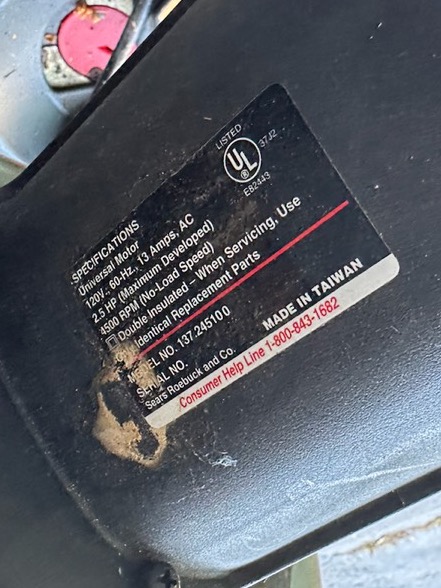 LISTED
UL
®
37J2
E82443
SPECIFICATIONS
Universal Motor
120V, 60-Hz., 13 Amps, AC
2.5 HP (Maximum Developed)
4500 RPM (No-Load Speed)
Double Insulated – When Servicing, Use
Identical Replacement Parts
MODEL NO. 137.245100
SERIAL NO.
Sears Roebuck and Co.
MADE IN TAIWAN
Consumer Help Line 1-800-843-1682